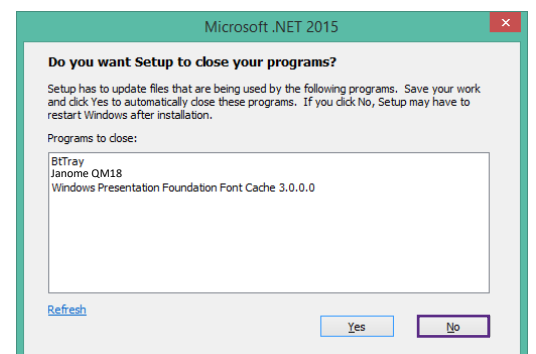 Microsoft .NET 2015
Do you want Setup to close your programs?
Setup has to update files that are being used by the following programs. Save your work
and click Yes to automatically close these programs. If you click No, Setup may have to
restart Windows after installation.
Programs to close:
BtTray
Janome QM18
Windows Presentation Foundation Font Cache 3.0.0.0
Refresh
Yes No